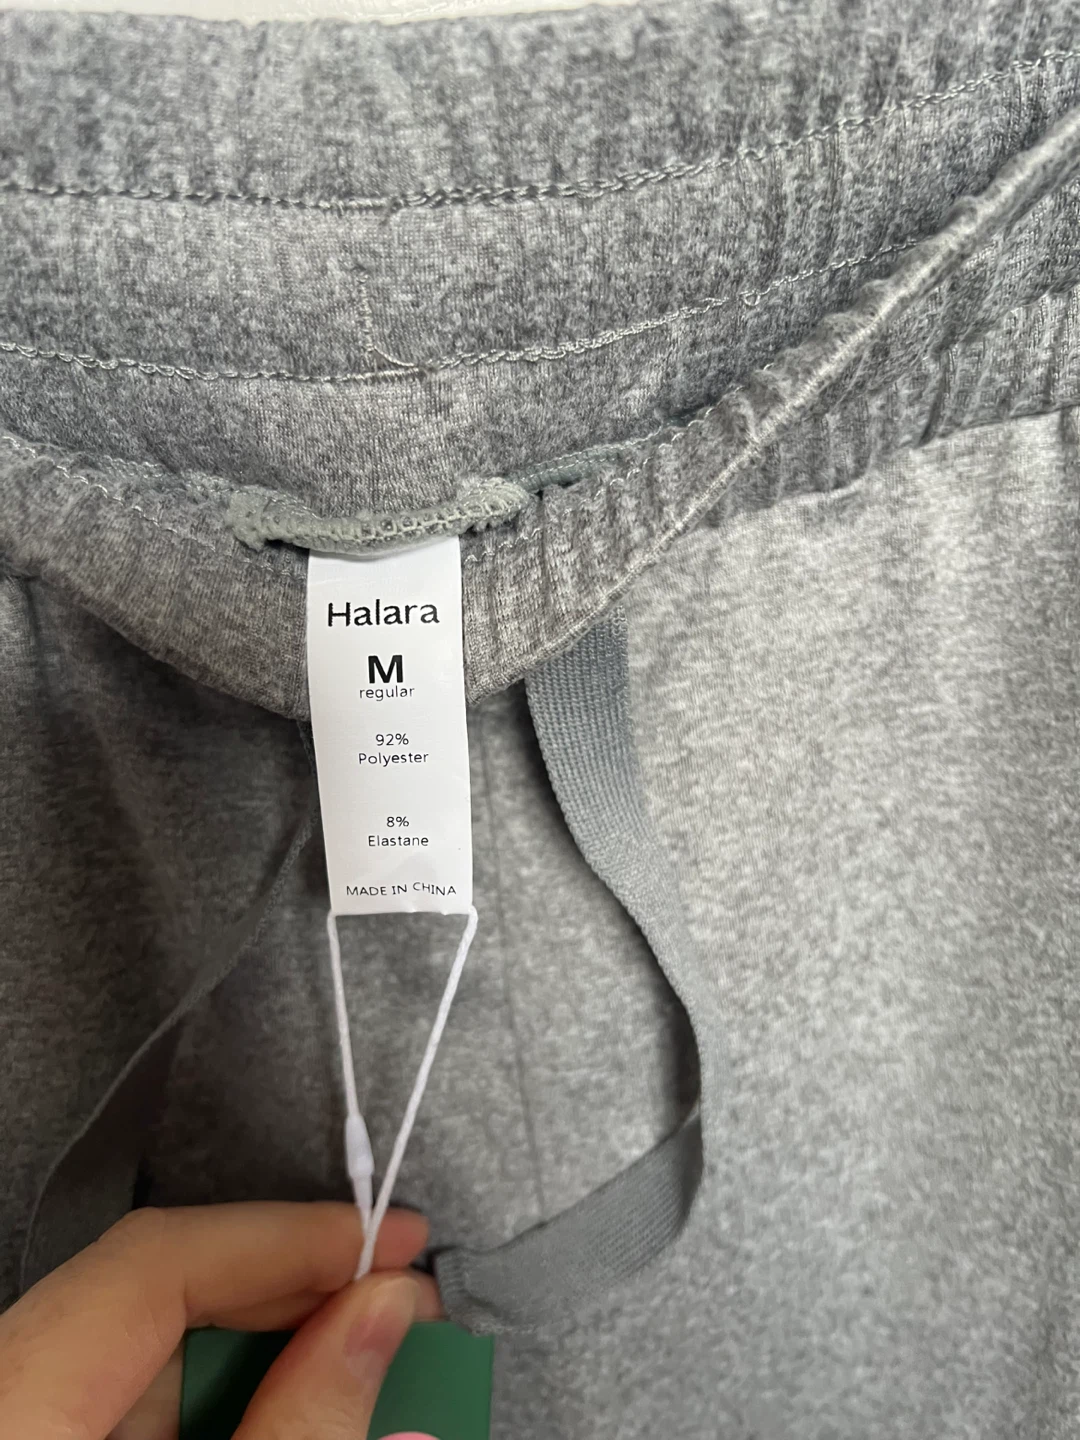 Halara
M
regular
92%
Polyester
8%
Elastane
MADE IN CHINA